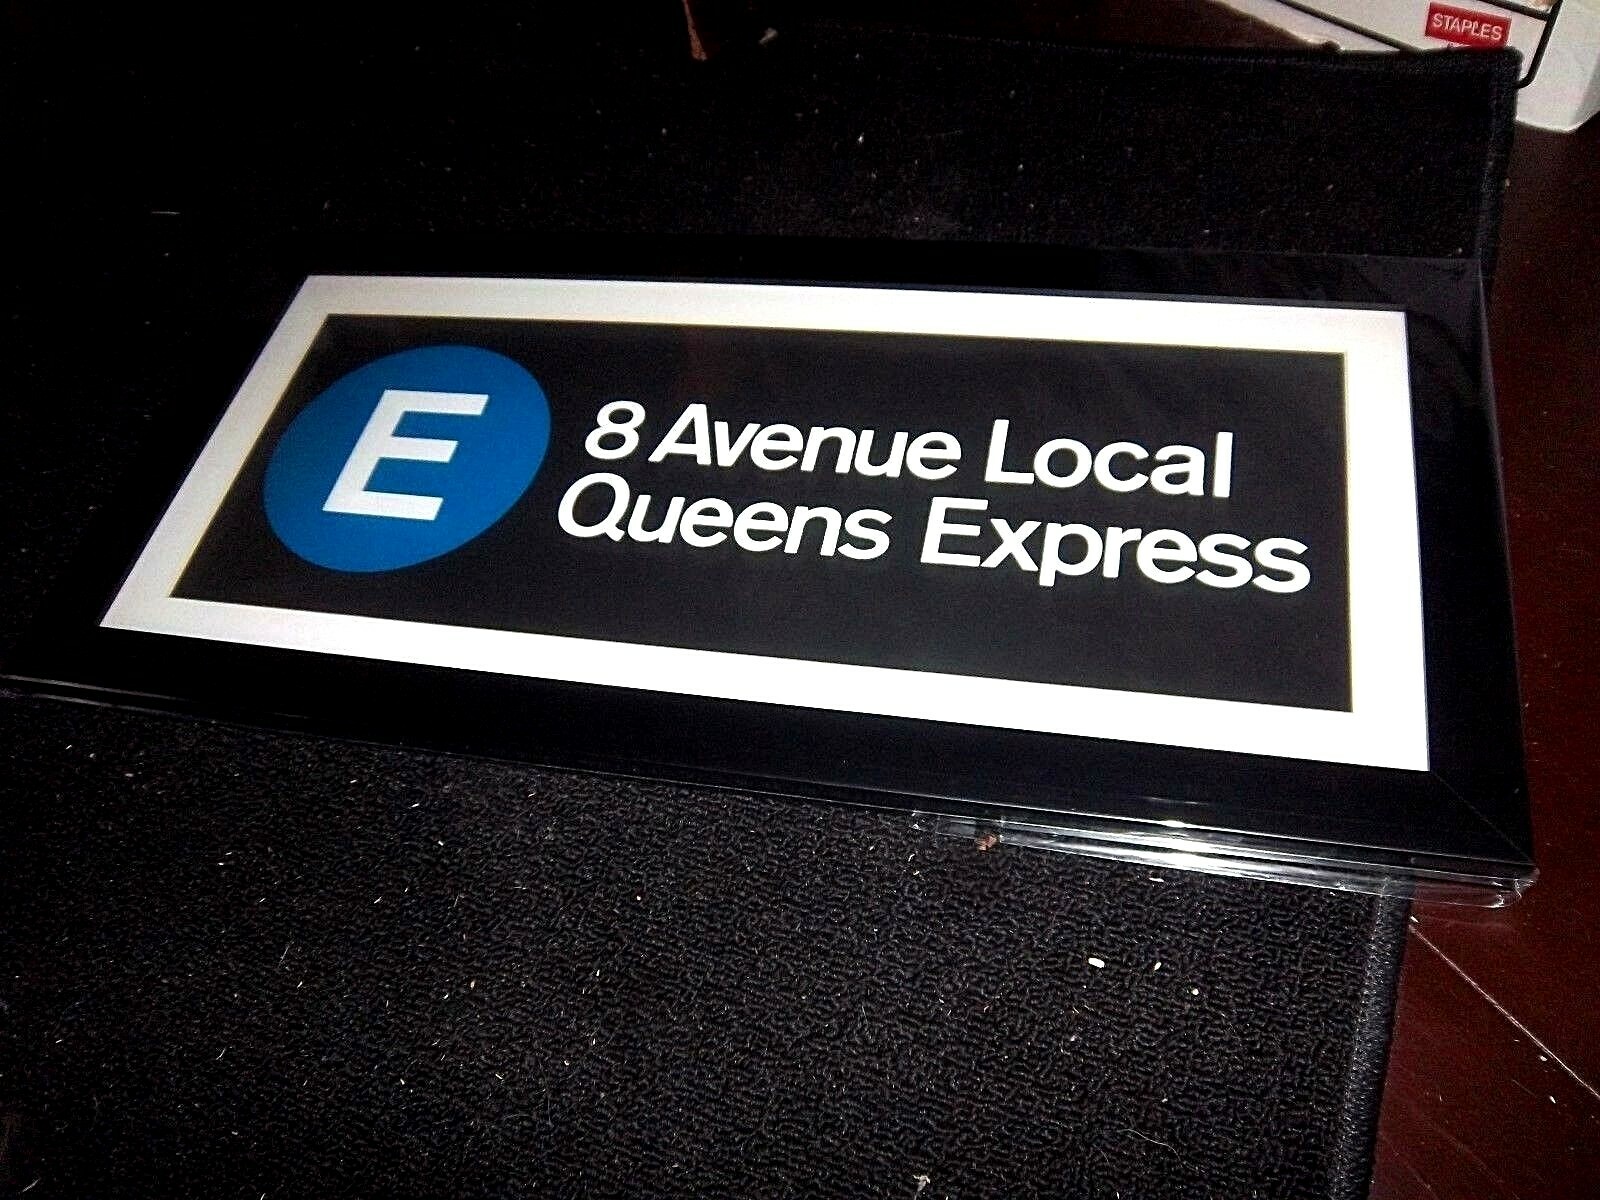 STAPLES
E
8 Avenue Local
Queens Express